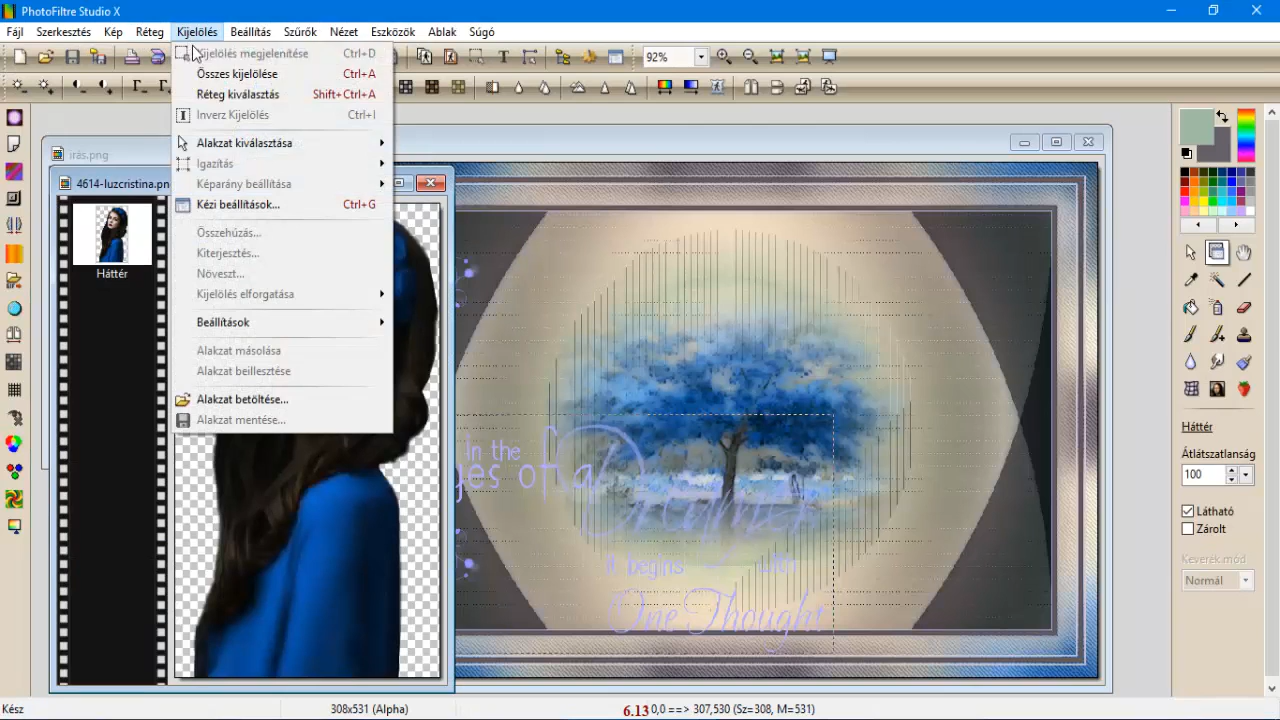 PhotoFiltre Studio X
Fájl Szerkesztés Kép Réteg Kijelölés Beállítás Szűrők Nézet Eszközök Ablak Súgó
92%
Kijelölés megjelenítése Ctrl+D
Összes kijelölése Ctrl+A
Réteg kiválasztás Shift+Ctrl+A
Inverz Kijelölés Ctrl+I
Alakzat kiválasztása
Igazítás
Képarány beállítása
Kézi beállítások... Ctrl+G
Összehúzás...
Kiterjesztés...
Növeszt...
Kijelölés elforgatása
Beállítások
Alakzat másolása
Alakzat beillesztése
Alakzat betöltése...
Alakzat mentése...
írás.png
4614-luzcristina.pn
Háttér
in the
yes of a
Daughter
It begins with
One Thought
Háttér
Átlátszatlanság
100
Látható
Zárolt
Keverék mód
Normál
Kész 308x531 (Alpha) 6.13 0,0 ==> 307,530 (Sz=308, M=531)